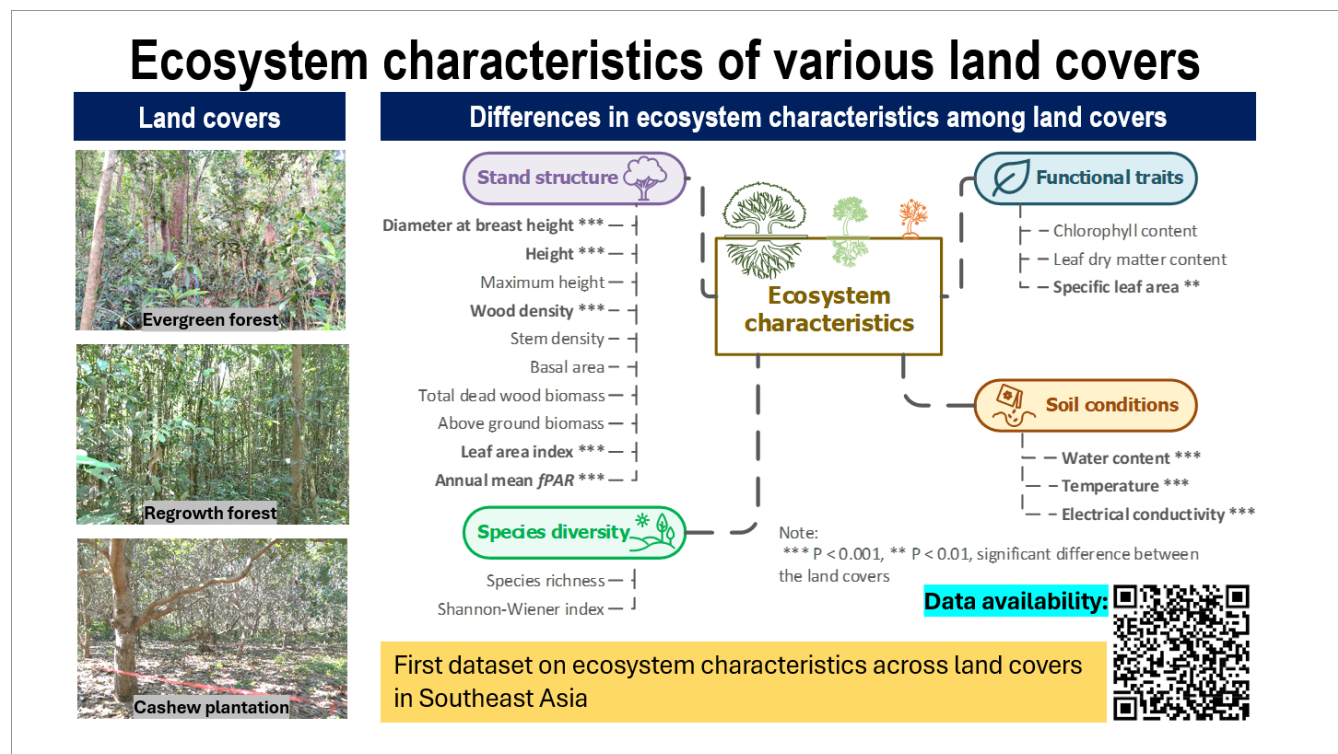 Ecosystem characteristics of various land covers
Land covers
Evergreen forest
Regrowth forest
Cashew plantation
Differences in ecosystem characteristics among land covers
Stand structure
Diameter at breast height ***
Height ***
Maximum height
Wood density ***
Stem density
Basal area
Total dead wood biomass
Above ground biomass
Leaf area index ***
Annual mean fPAR ***
Species diversity
Species richness
Shannon-Wiener index
Ecosystem
characteristics
Functional traits
Chlorophyll content
Leaf dry matter content
Specific leaf area **
Soil conditions
Water content ***
Temperature ***
Electrical conductivity ***
Note:
*** P < 0.001, ** P < 0.01, significant difference between
the land covers
Data availability:
First dataset on ecosystem characteristics across land covers
in Southeast Asia